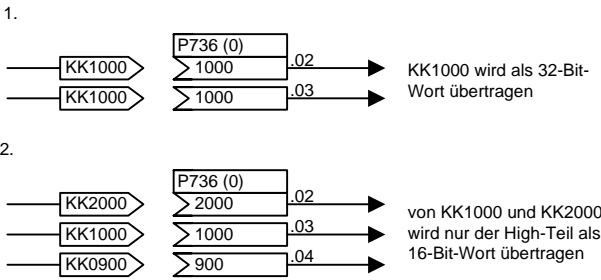 1.
P736 (0)
KK1000 1000 .02
KK1000 1000 .03
KK1000 wird als 32-Bit-
Wort übertragen
2.
P736 (0)
KK2000 2000 .02
KK1000 1000 .03
KK0900 900 .04
von KK1000 und KK2000
wird nur der High-Teil als
16-Bit-Wort übertragen